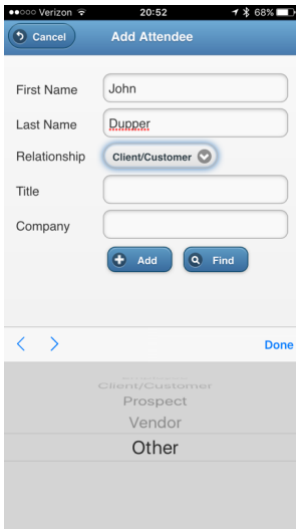 Verizon 20:52 68%
Cancel Add Attendee
First Name John
Last Name Dupper
Relationship Client/Customer
Title
Company
Add Find
Done
Client/Customer
Prospect
Vendor
Other